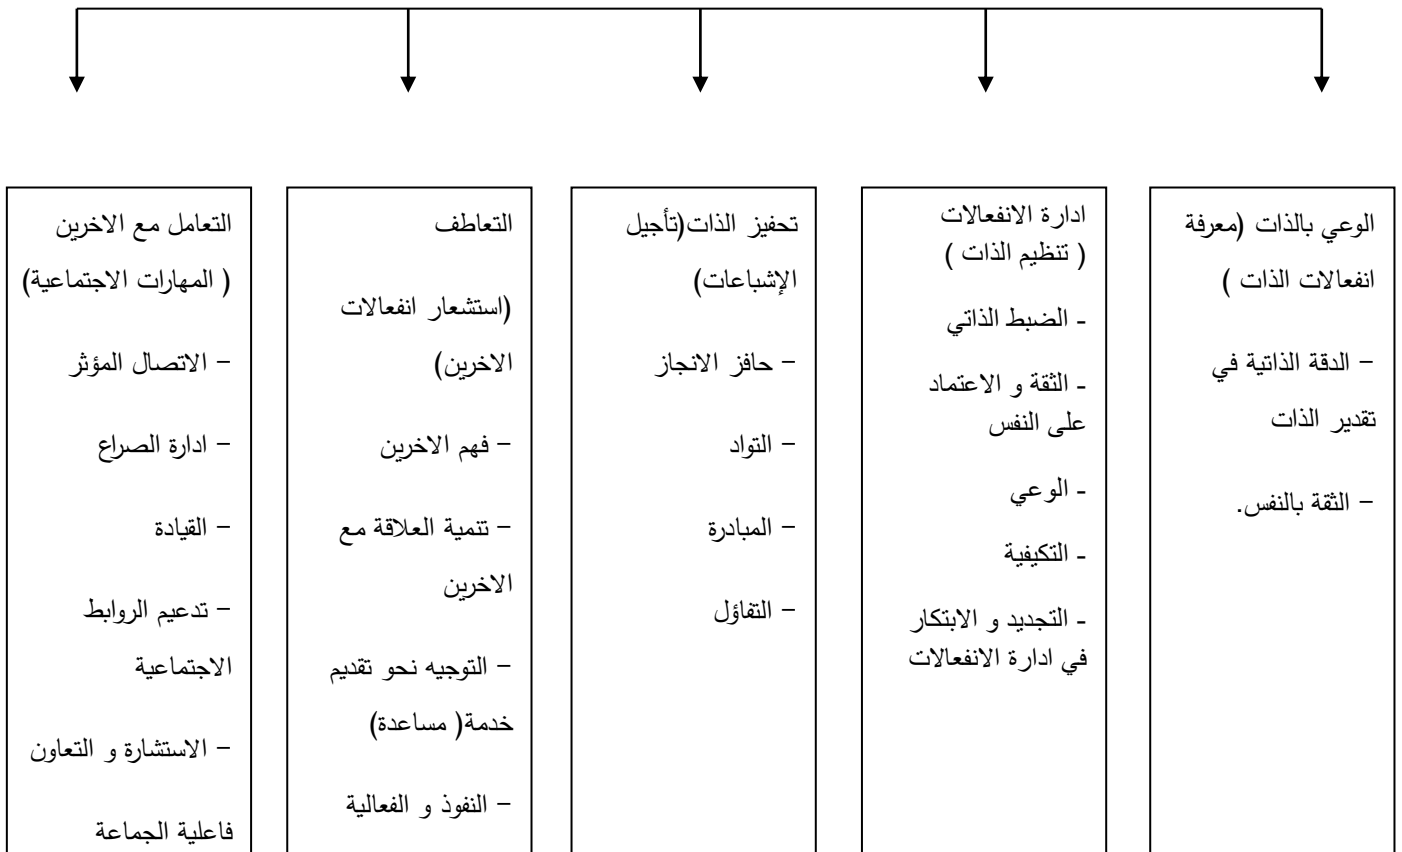 الوعي بالذات (معرفة
انفعالات الذات )
– الدقة الذاتية في
تقدير الذات
– الثقة بالنفس.
ادارة الانفعالات
( تنظيم الذات )
- الضبط الذاتي
- الثقة و الاعتماد
على النفس
- الوعي
- التكيفية
- التجديد و الابتكار
في ادارة الانفعالات
تحفيز الذات(تأجيل
الإشباعات)
– حافز الانجاز
– التواد
– المبادرة
– التفاؤل
التعاطف
(استشعار انفعالات
الاخرين)
– فهم الاخرين
– تنمية العلاقة مع
الاخرين
– التوجيه نحو تقديم
خدمة( مساعدة)
– النفوذ و الفعالية
التعامل مع الاخرين
( المهارات الاجتماعية)
– الاتصال المؤثر
– ادارة الصراع
– القيادة
– تدعيم الروابط
الاجتماعية
– الاستشارة و التعاون
فاعلية الجماعة